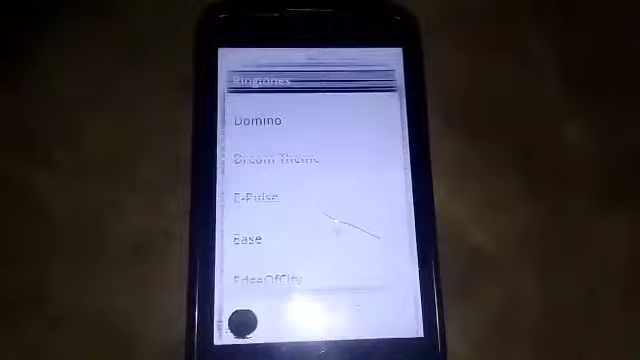 Ringtones
Domino
Dream Theme
E-Pulse
Ease
EdgeOfCity